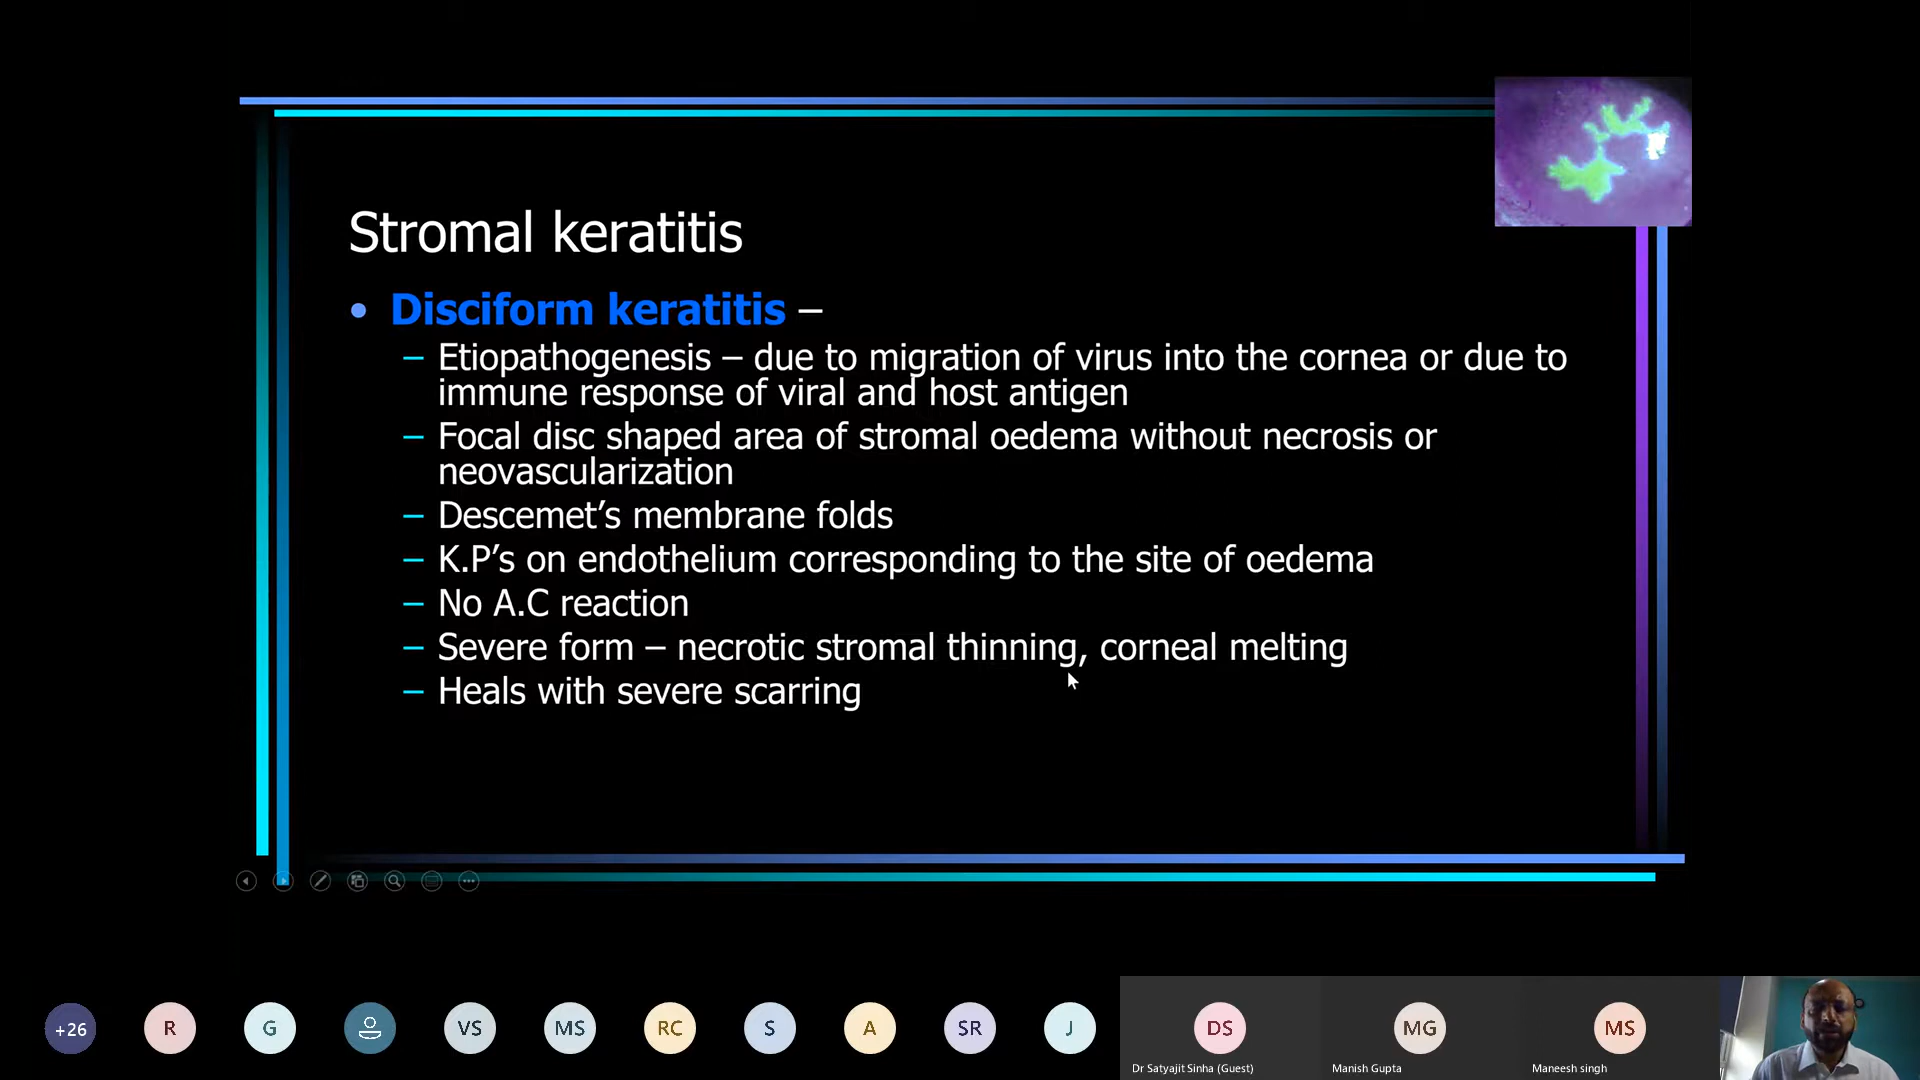 Stromal keratitis
• Disciform keratitis –
– Etiopathogenesis – due to migration of virus into the cornea or due to
immune response of viral and host antigen
– Focal disc shaped area of stromal oedema without necrosis or
neovascularization
– Descemet’s membrane folds
– K.P’s on endothelium corresponding to the site of oedema
– No A.C reaction
– Severe form – necrotic stromal thinning, corneal melting
– Heals with severe scarring
+26 R G VS MS RC S A SR J DS MG MS
Dr Satyajit Sinha (Guest) Manish Gupta Maneesh singh